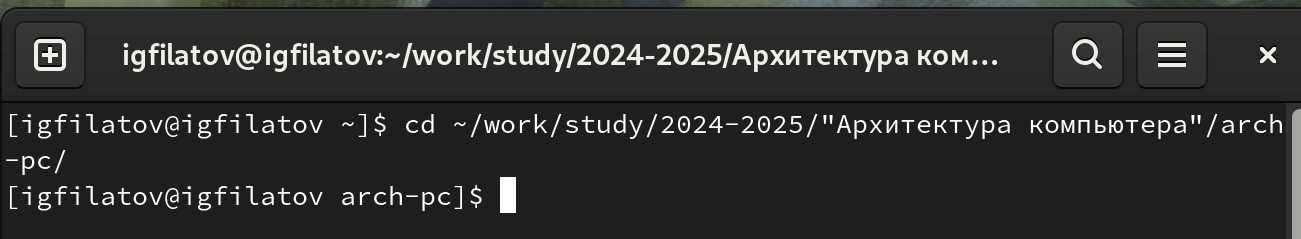 igfilatov@igfilatov:~/work/study/2024-2025/Архитектура ком...
[igfilatov@igfilatov ~]$ cd ~/work/study/2024-2025/"Архитектура компьютера"/arch
-pc/
[igfilatov@igfilatov arch-pc]$